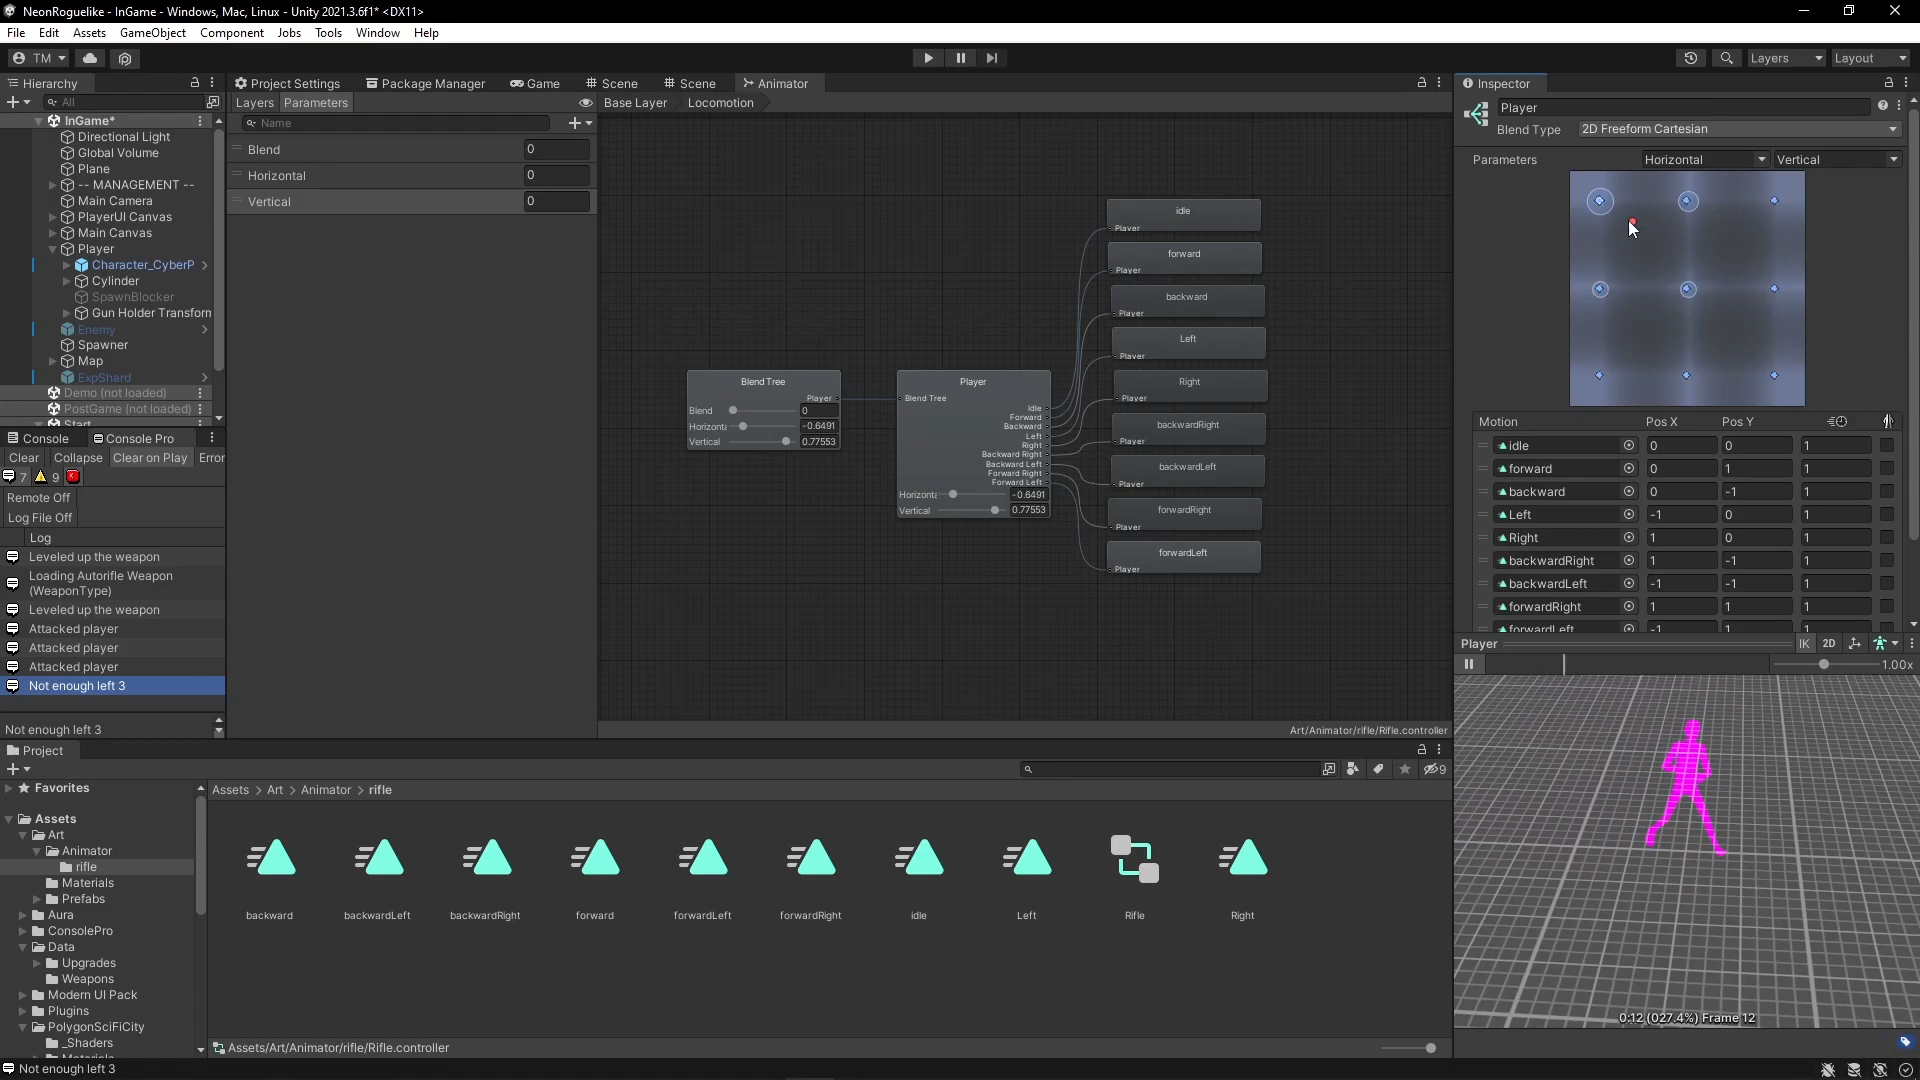 NeonRoguelike - InGame - Windows, Mac, Linux - Unity 2021.3.6f1* <DX11>
File Edit Assets GameObject Component Jobs Tools Window Help
TM
Layers Layout
Hierarchy
All
InGame*
Directional Light
Global Volume
Plane
-- MANAGEMENT --
Main Camera
PlayerUI Canvas
Main Canvas
Player
Character_CyberP
Cylinder
SpawnBlocker
Gun Holder Transform
Enemy
Spawner
Map
ExpShard
Demo (not loaded)
PostGame (not loaded)
Start
Console Console Pro
Clear Collapse Clear on Play Error
7 9
Remote Off
Log File Off
Log
Leveled up the weapon
Loading Autorifle Weapon
(WeaponType)
Leveled up the weapon
Attacked player
Attacked player
Attacked player
Not enough left 3
Not enough left 3
Project Settings Package Manager Game Scene Scene Animator
Layers Parameters
Name
Blend 0
Horizontal 0
Vertical 0
Base Layer Locomotion
Blend Tree
Player
Blend 0
Horizonta -0.6491
Vertical 0.77553
Player
Blend Tree
Idle
Forward
Backward
Left
Right
Backward Right
Backward Left
Forward Right
Forward Left
Horizonta -0.6491
Vertical 0.77553
idle
Player
forward
Player
backward
Player
Left
Player
Right
Player
backwardRight
Player
backwardLeft
Player
forwardRight
Player
forwardLeft
Player
Art/Animator/rifle/Rifle.controller
Inspector
Player
Blend Type 2D Freeform Cartesian
Parameters Horizontal Vertical
Motion Pos X Pos Y
idle 0 0 1
forward 0 1 1
backward 0 -1 1
Left -1 0 1
Right 1 0 1
backwardRight 1 -1 1
backwardLeft -1 -1 1
forwardRight 1 1 1
forwardLeft -1 1 1
Player IK 2D
1.00x
0:12 (027.4%) Frame 12
Project
9
Favorites
Assets
Art
Animator
rifle
Materials
Prefabs
Aura
ConsolePro
Data
Upgrades
Weapons
Modern UI Pack
Plugins
PolygonSciFiCity
_Shaders
Materials
Assets > Art > Animator > rifle
backward backwardLeft backwardRight forward forwardLeft forwardRight idle Left Rifle Right
Assets/Art/Animator/rifle/Rifle.controller
Not enough left 3